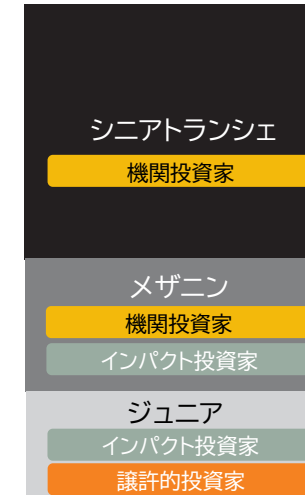 シニアトランシェ
機関投資家
メザニン
機関投資家
インパクト投資家
ジュニア
インパクト投資家
譲許的投資家